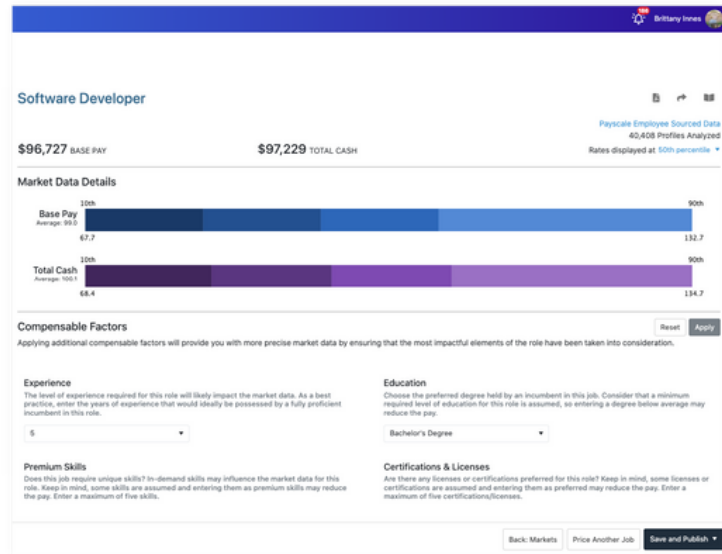 166
Brittany Innes
Software Developer
Payscale Employee Sourced Data
40,408 Profiles Analyzed
$96,727 BASE PAY
$97,229 TOTAL CASH
Rates displayed at 50th percentile
Market Data Details
10th
90th
Base Pay
Average: 99.0
67.7
132.7
10th
90th
Total Cash
Average: 100.1
68.4
134.7
Compensable Factors
Reset
Apply
Applying additional compensable factors will provide you with more precise market data by ensuring that the most impactful elements of the role have been taken into consideration.
Experience
The level of experience required for this role will likely impact the market data. As a best
practice, enter the years of experience that would ideally be possessed by a fully proficient
incumbent in this role.
5
Education
Choose the preferred degree held by an incumbent in this job. Consider that a minimum
required level of education for this role is assumed, so entering a degree below average may
reduce the pay.
Bachelor's Degree
Premium Skills
Does this job require unique skills? In-demand skills may influence the market data for this
role. Keep in mind, some skills are assumed and entering them as premium skills may reduce
the pay. Enter a maximum of five skills.
Certifications & Licenses
Are there any licenses or certifications preferred for this role? Keep in mind, some licenses or
certifications are assumed and entering them as preferred may reduce the pay. Enter a
maximum of five certifications/licenses.
Back: Markets
Price Another Job
Save and Publish